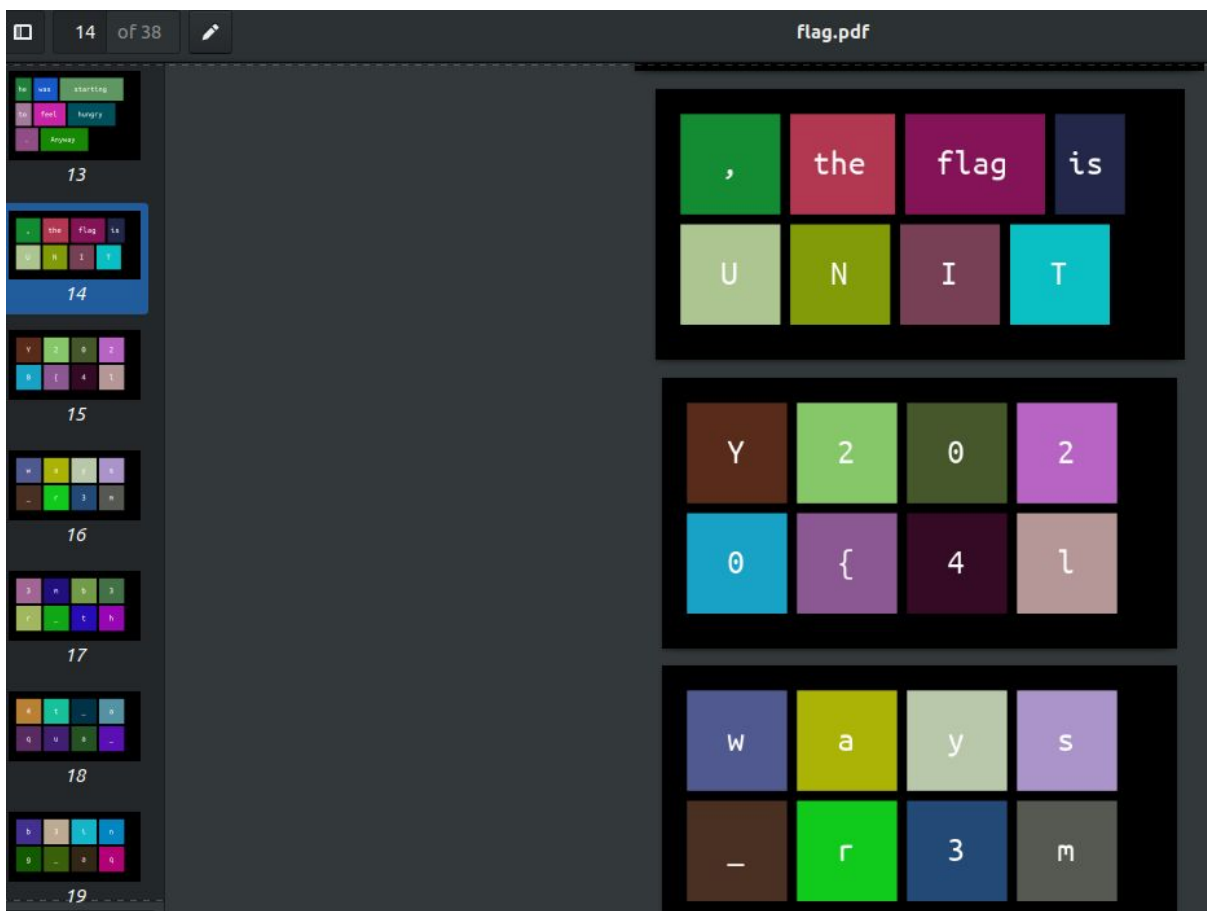 14 of 38 flag.pdf
he was starting
to feel hungry
. Anyway
13
, the flag is
U N I T
14
Y 2 0 2
0 { 4 l
15
w a y s
_ r 3 m
16
3 m b 3
r _ t h
17
4 t _ a
q u a _
18
b 3 i n
g _ a q
19
, the flag is
U N I T
Y 2 0 2
0 { 4 l
w a y s
_ r 3 m